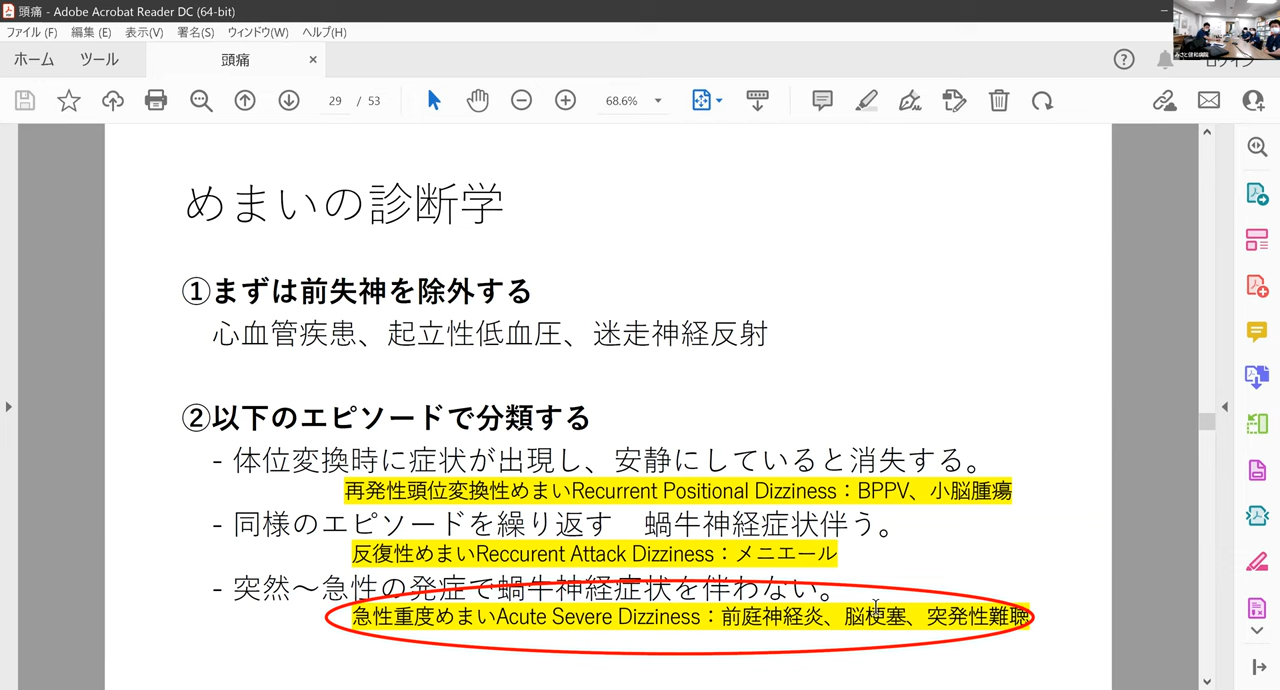 頭痛 - Adobe Acrobat Reader DC (64-bit)
ファイル (F) 編集 (E) 表示(V) 署名(S) ウィンドウ(W) ヘルプ(H)
みさと健和病院
ホーム ツール 頭痛 × ログイン
29 / 53 68.6%
めまいの診断学
①まずは前失神を除外する
心血管疾患、起立性低血圧、迷走神経反射
②以下のエピソードで分類する
- 体位変換時に症状が出現し、安静にしていると消失する。
再発性頭位変換性めまいRecurrent Positional Dizziness：BPPV、小脳腫瘍
- 同様のエピソードを繰り返す　蝸牛神経症状伴う。
反復性めまいReccurent Attack Dizziness：メニエール
- 突然～急性の発症で蝸牛神経症状を伴わない。
急性重度めまいAcute Severe Dizziness：前庭神経炎、脳梗塞、突発性難聴